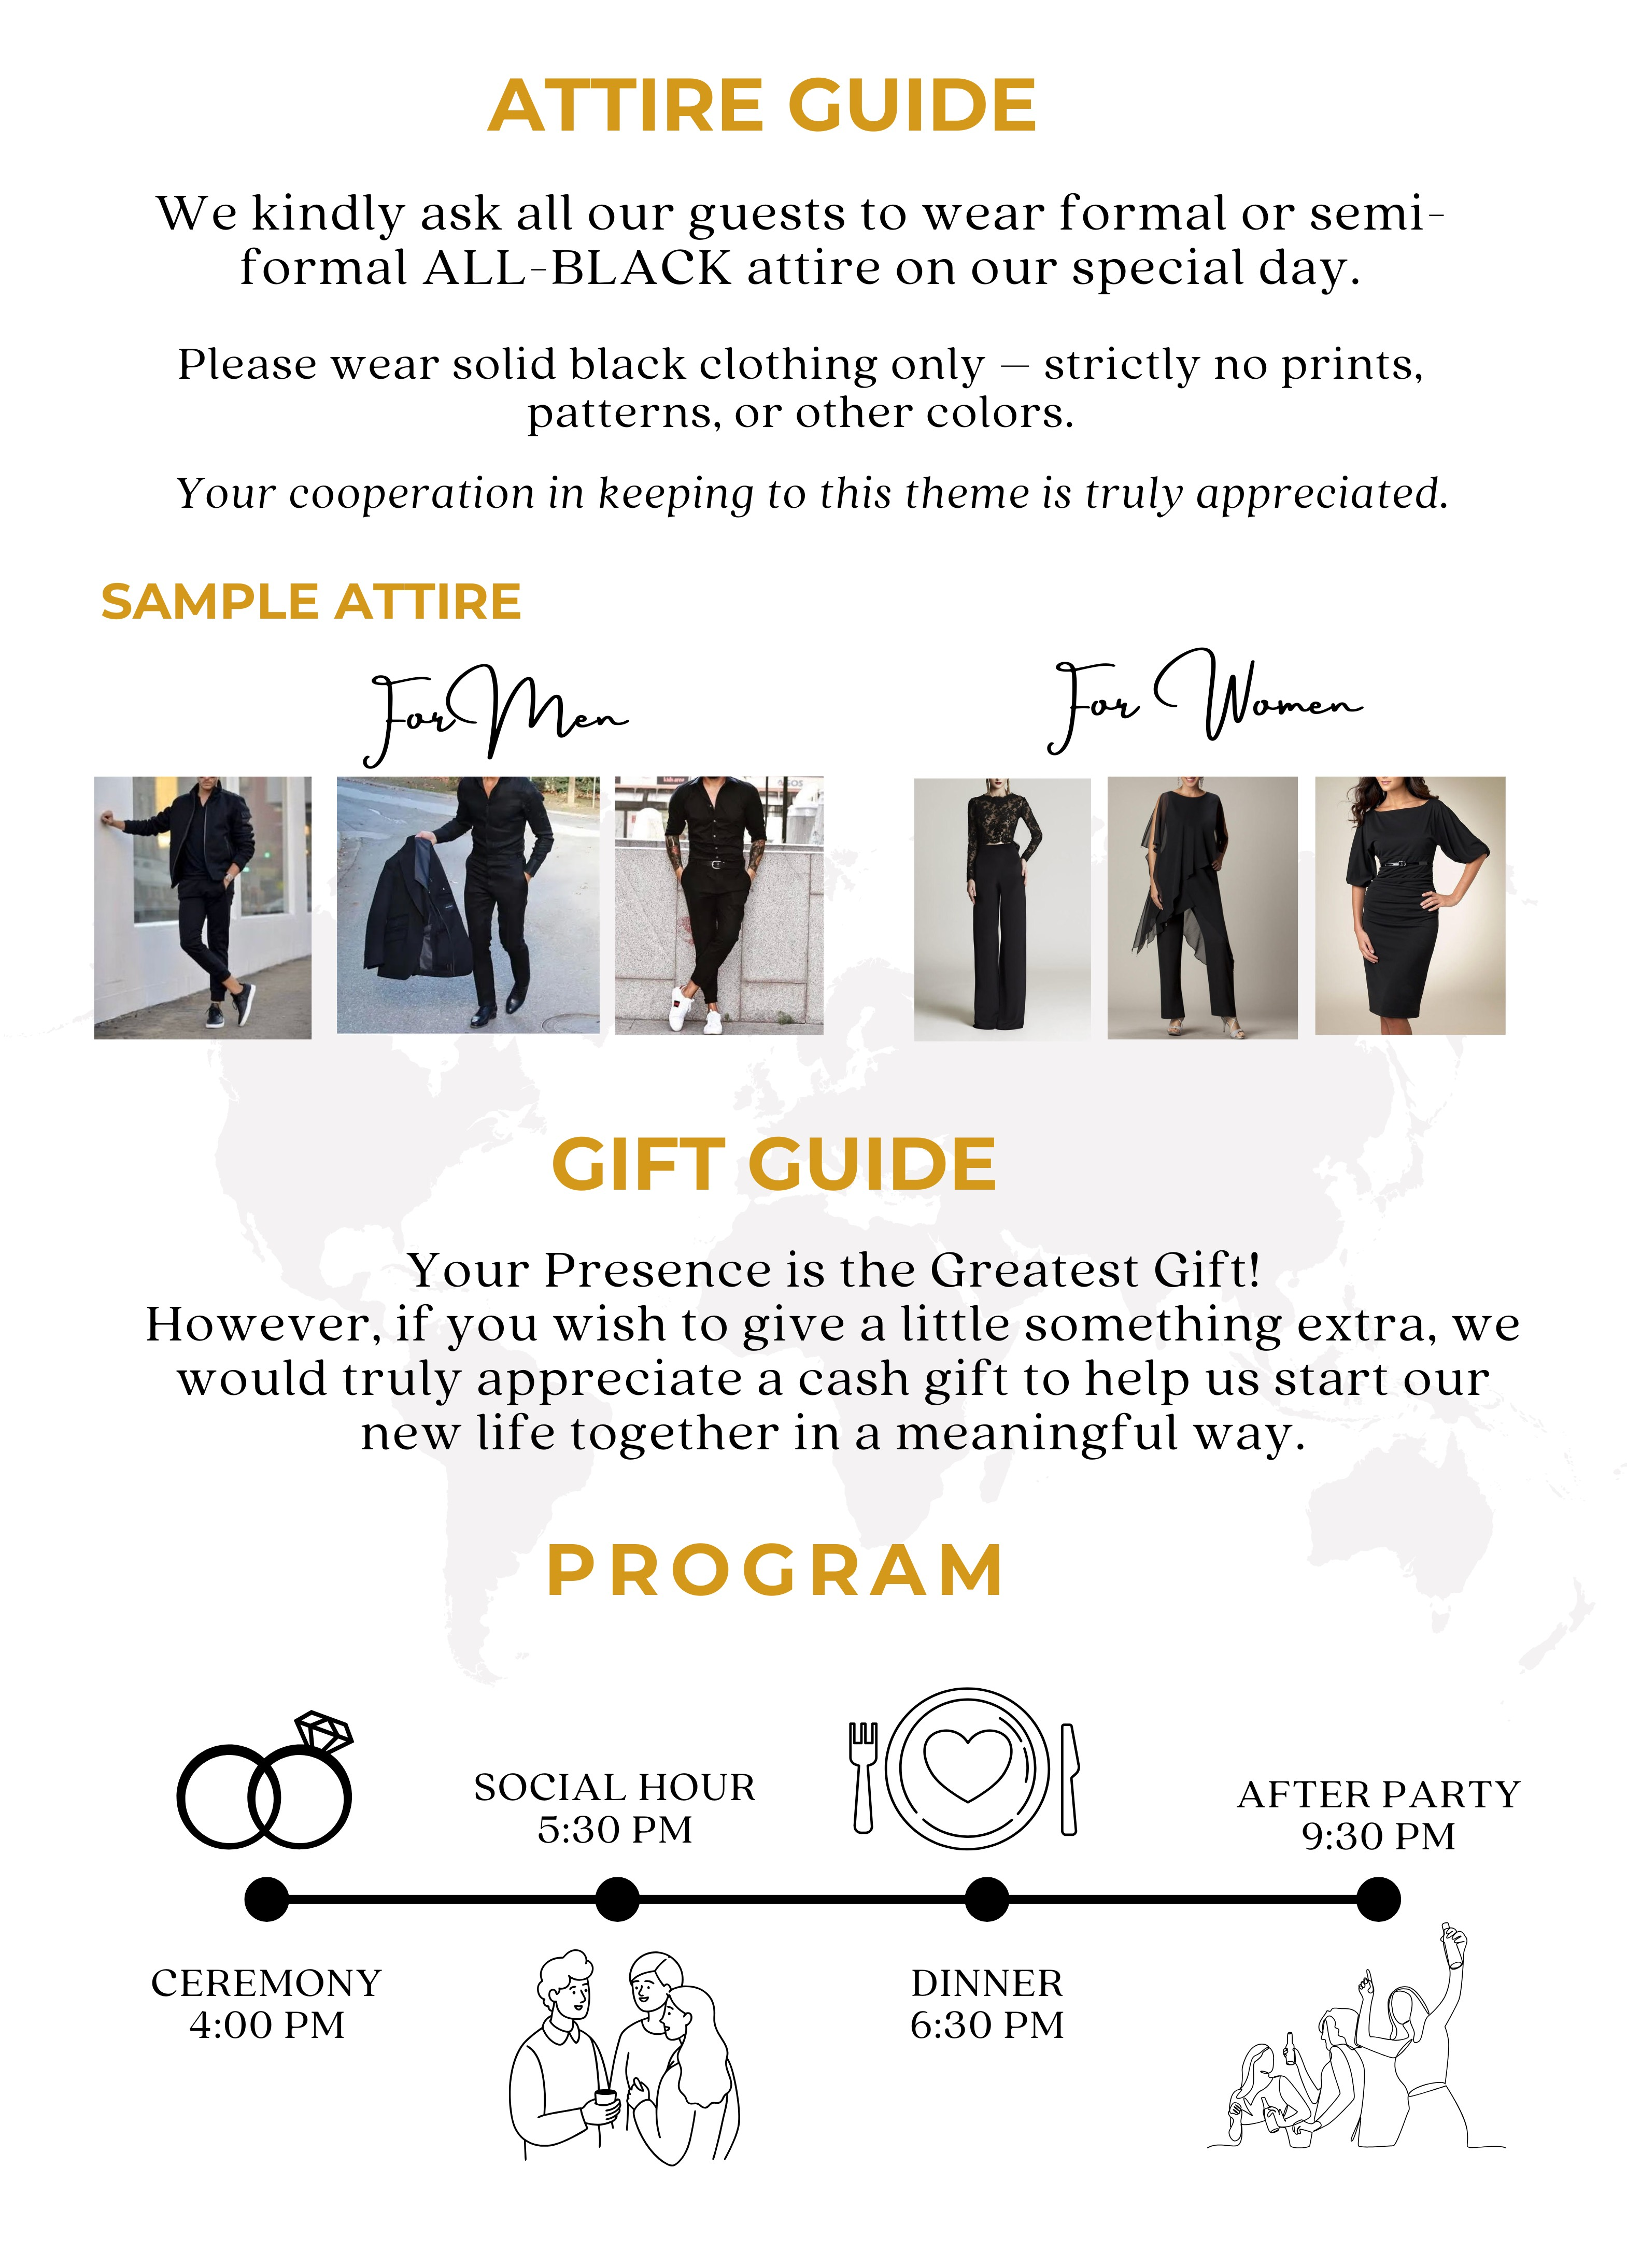 ATTIRE GUIDE
We kindly ask all our guests to wear formal or semi-
formal ALL-BLACK attire on our special day.
Please wear solid black clothing only – strictly no prints,
patterns, or other colors.
Your cooperation in keeping to this theme is truly appreciated.
SAMPLE ATTIRE
For Men
For Women
GIFT GUIDE
Your Presence is the Greatest Gift!
However, if you wish to give a little something extra, we
would truly appreciate a cash gift to help us start our
new life together in a meaningful way.
PROGRAM
SOCIAL HOUR
5:30 PM
AFTER PARTY
9:30 PM
CEREMONY
4:00 PM
DINNER
6:30 PM